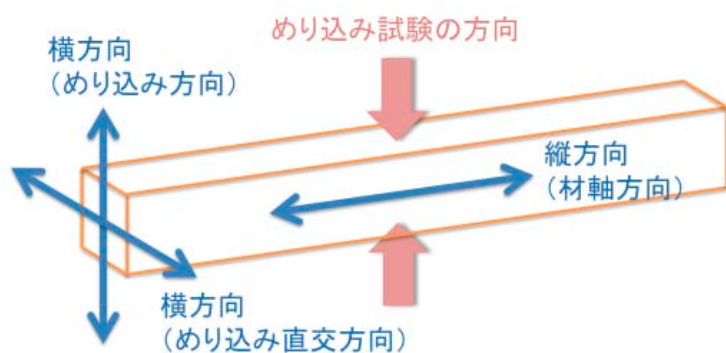 めり込み試験の方向
横方向
（めり込み方向）
縦方向
（材軸方向）
横方向
（めり込み直交方向）